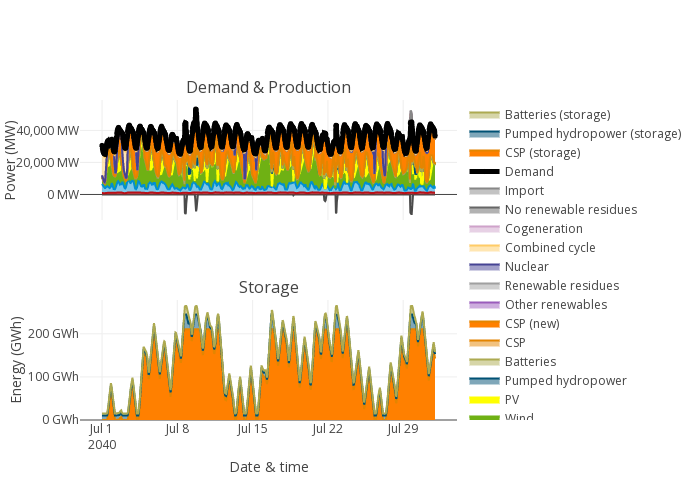 Demand & Production
Power (MW)
40,000 MW
20,000 MW
0 MW
Storage
Energy (GWh)
200 GWh
100 GWh
0 GWh
Jul 1
2040
Jul 8
Jul 15
Jul 22
Jul 29
Date & time
Batteries (storage)
Pumped hydropower (storage)
CSP (storage)
Demand
Import
No renewable residues
Cogeneration
Combined cycle
Nuclear
Renewable residues
Other renewables
CSP (new)
CSP
Batteries
Pumped hydropower
PV
Wind